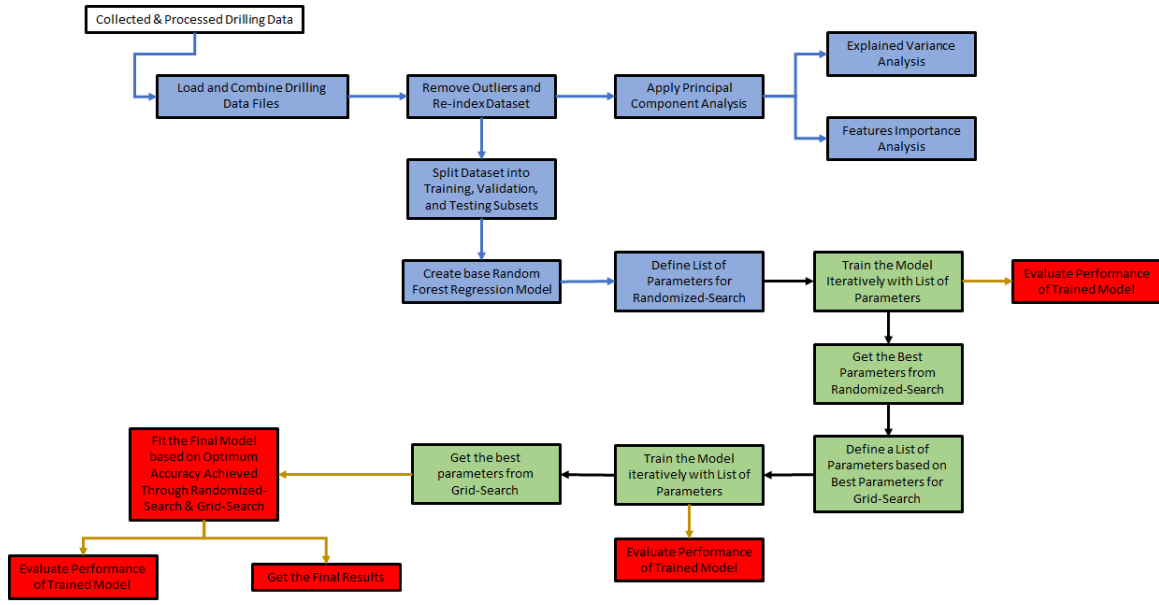 Collected & Processed Drilling Data
Load and Combine Drilling
Data Files
Remove Outliers and
Re-index Dataset
Apply Principal
Component Analysis
Explained Variance
Analysis
Features Importance
Analysis
Split Dataset into
Training, Validation,
and Testing Subsets
Create base Random
Forest Regression Model
Define List of
Parameters for
Randomized-Search
Train the Model
Iteratively with List of
Parameters
Evaluate Performance
of Trained Model
Get the Best
Parameters from
Randomized-Search
Define a List of
Parameters based on
Best Parameters for
Grid-Search
Train the Model
iteratively with List of
Parameters
Evaluate Performance
of Trained Model
Get the best
parameters from
Grid-Search
Fit the Final Model
based on Optimum
Accuracy Achieved
Through Randomized-
Search & Grid-Search
Evaluate Performance
of Trained Model
Get the Final Results